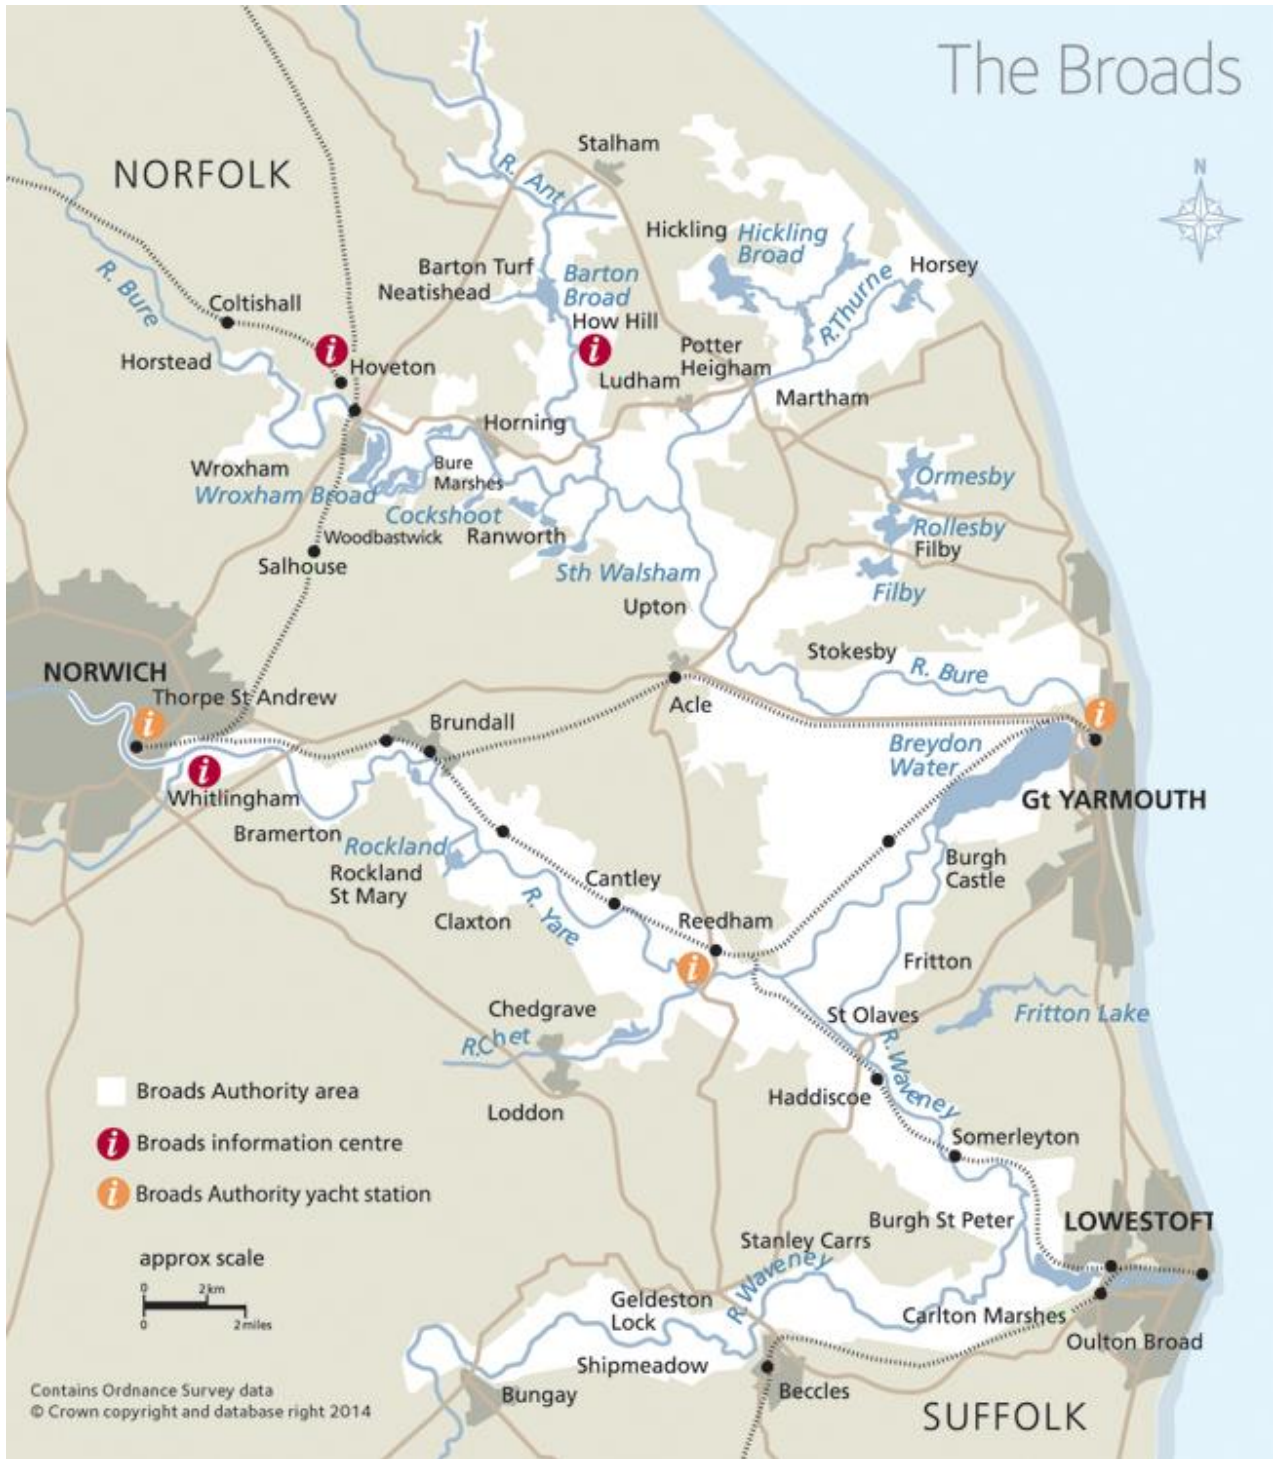 The Broads
N
NORFOLK
Stalham
R. Ant
Hickling
Hickling
Broad
Horsey
R. Bure
Barton Turf
Neatishead
Barton
Broad
R.Thurne
Coltishall
How Hill
Horstead
Hoveton
Potter
Heigham
Ludham
Martham
Horning
Wroxham
Wroxham Broad
Bure
Marshes
Ormesby
Cockshoot
Woodbastwick
Ranworth
Rollesby
Filby
Salhouse
Sth Walsham
Filby
Upton
Stokesby
R. Bure
NORWICH
Thorpe St Andrew
Acle
Brundall
Breydon
Water
Whitlingham
Gt YARMOUTH
Bramerton
Rockland
Rockland
St Mary
Burgh
Castle
Cantley
Claxton
R. Yare
Reedham
Fritton
Chedgrave
St Olaves
Fritton Lake
R.Chet
R. Waveney
Broads Authority area
Haddiscoe
Loddon
Broads information centre
Somerleyton
Broads Authority yacht station
Burgh St Peter
LOWESTOFT
Stanley Carrs
approx scale
0 2km
0 2miles
R. Waveney
Geldeston
Lock
Carlton Marshes
Oulton Broad
Shipmeadow
Beccles
Bungay
Contains Ordnance Survey data
© Crown copyright and database right 2014
SUFFOLK